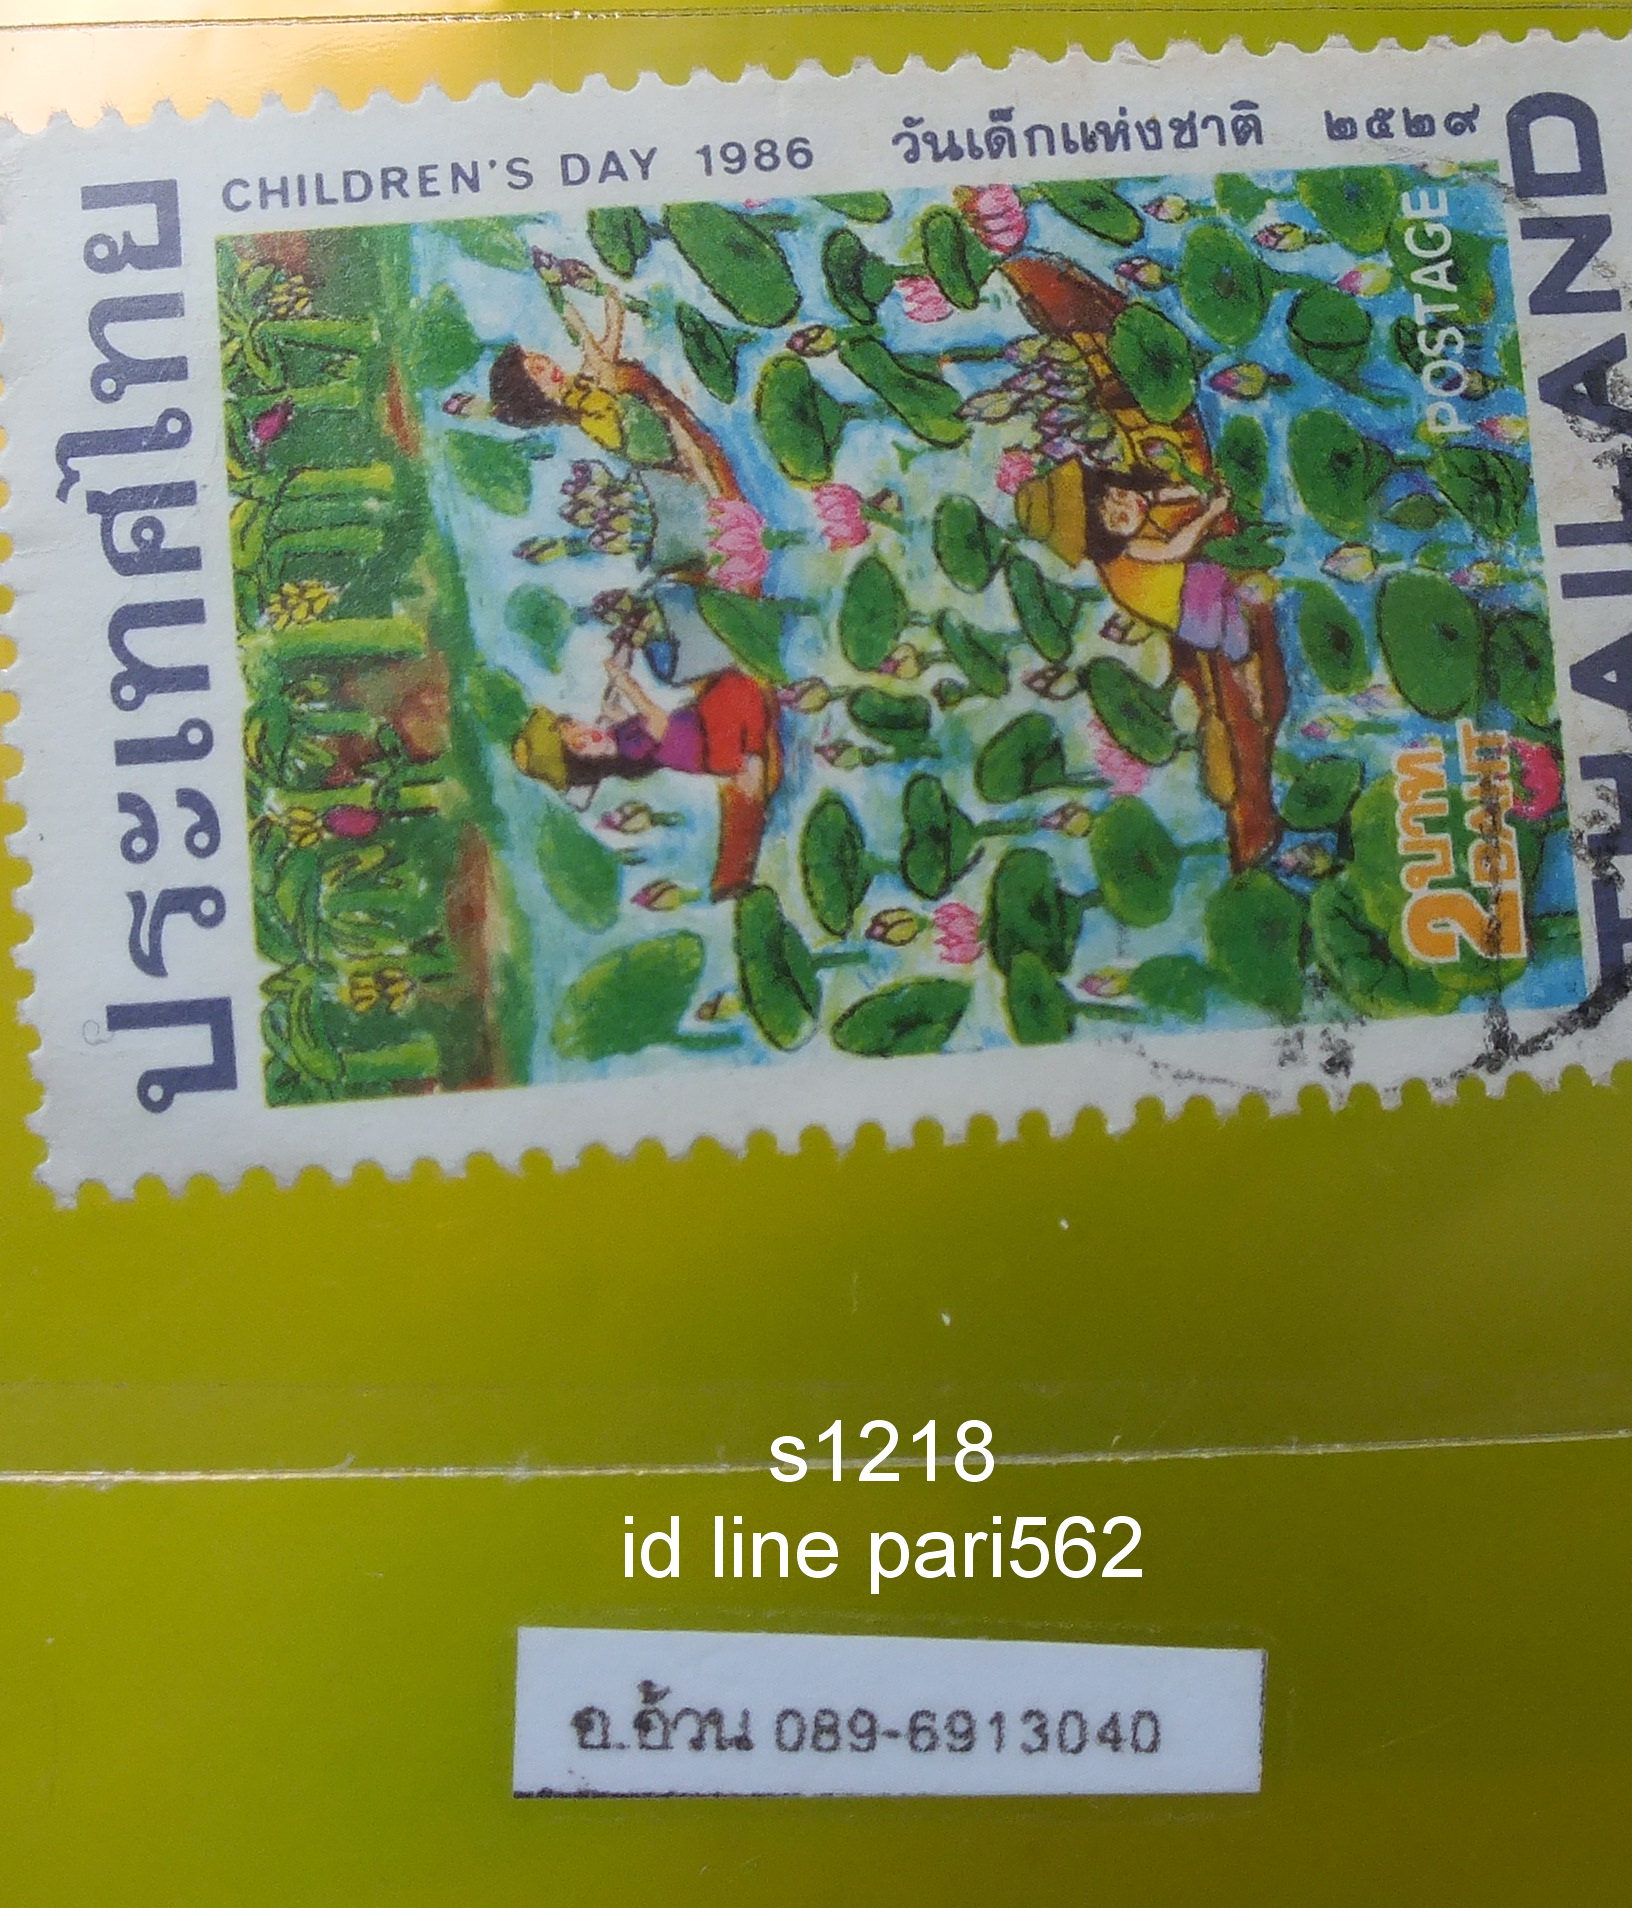 CHILDREN'S DAY 1986 วันเด็กแห่งชาติ ๒๕๒๙
ประเทศไทย
POSTAGE
2 บาท
2 BAHT
THAILAND
s1218
id line pari562
อ.อ้วน 089-6913040